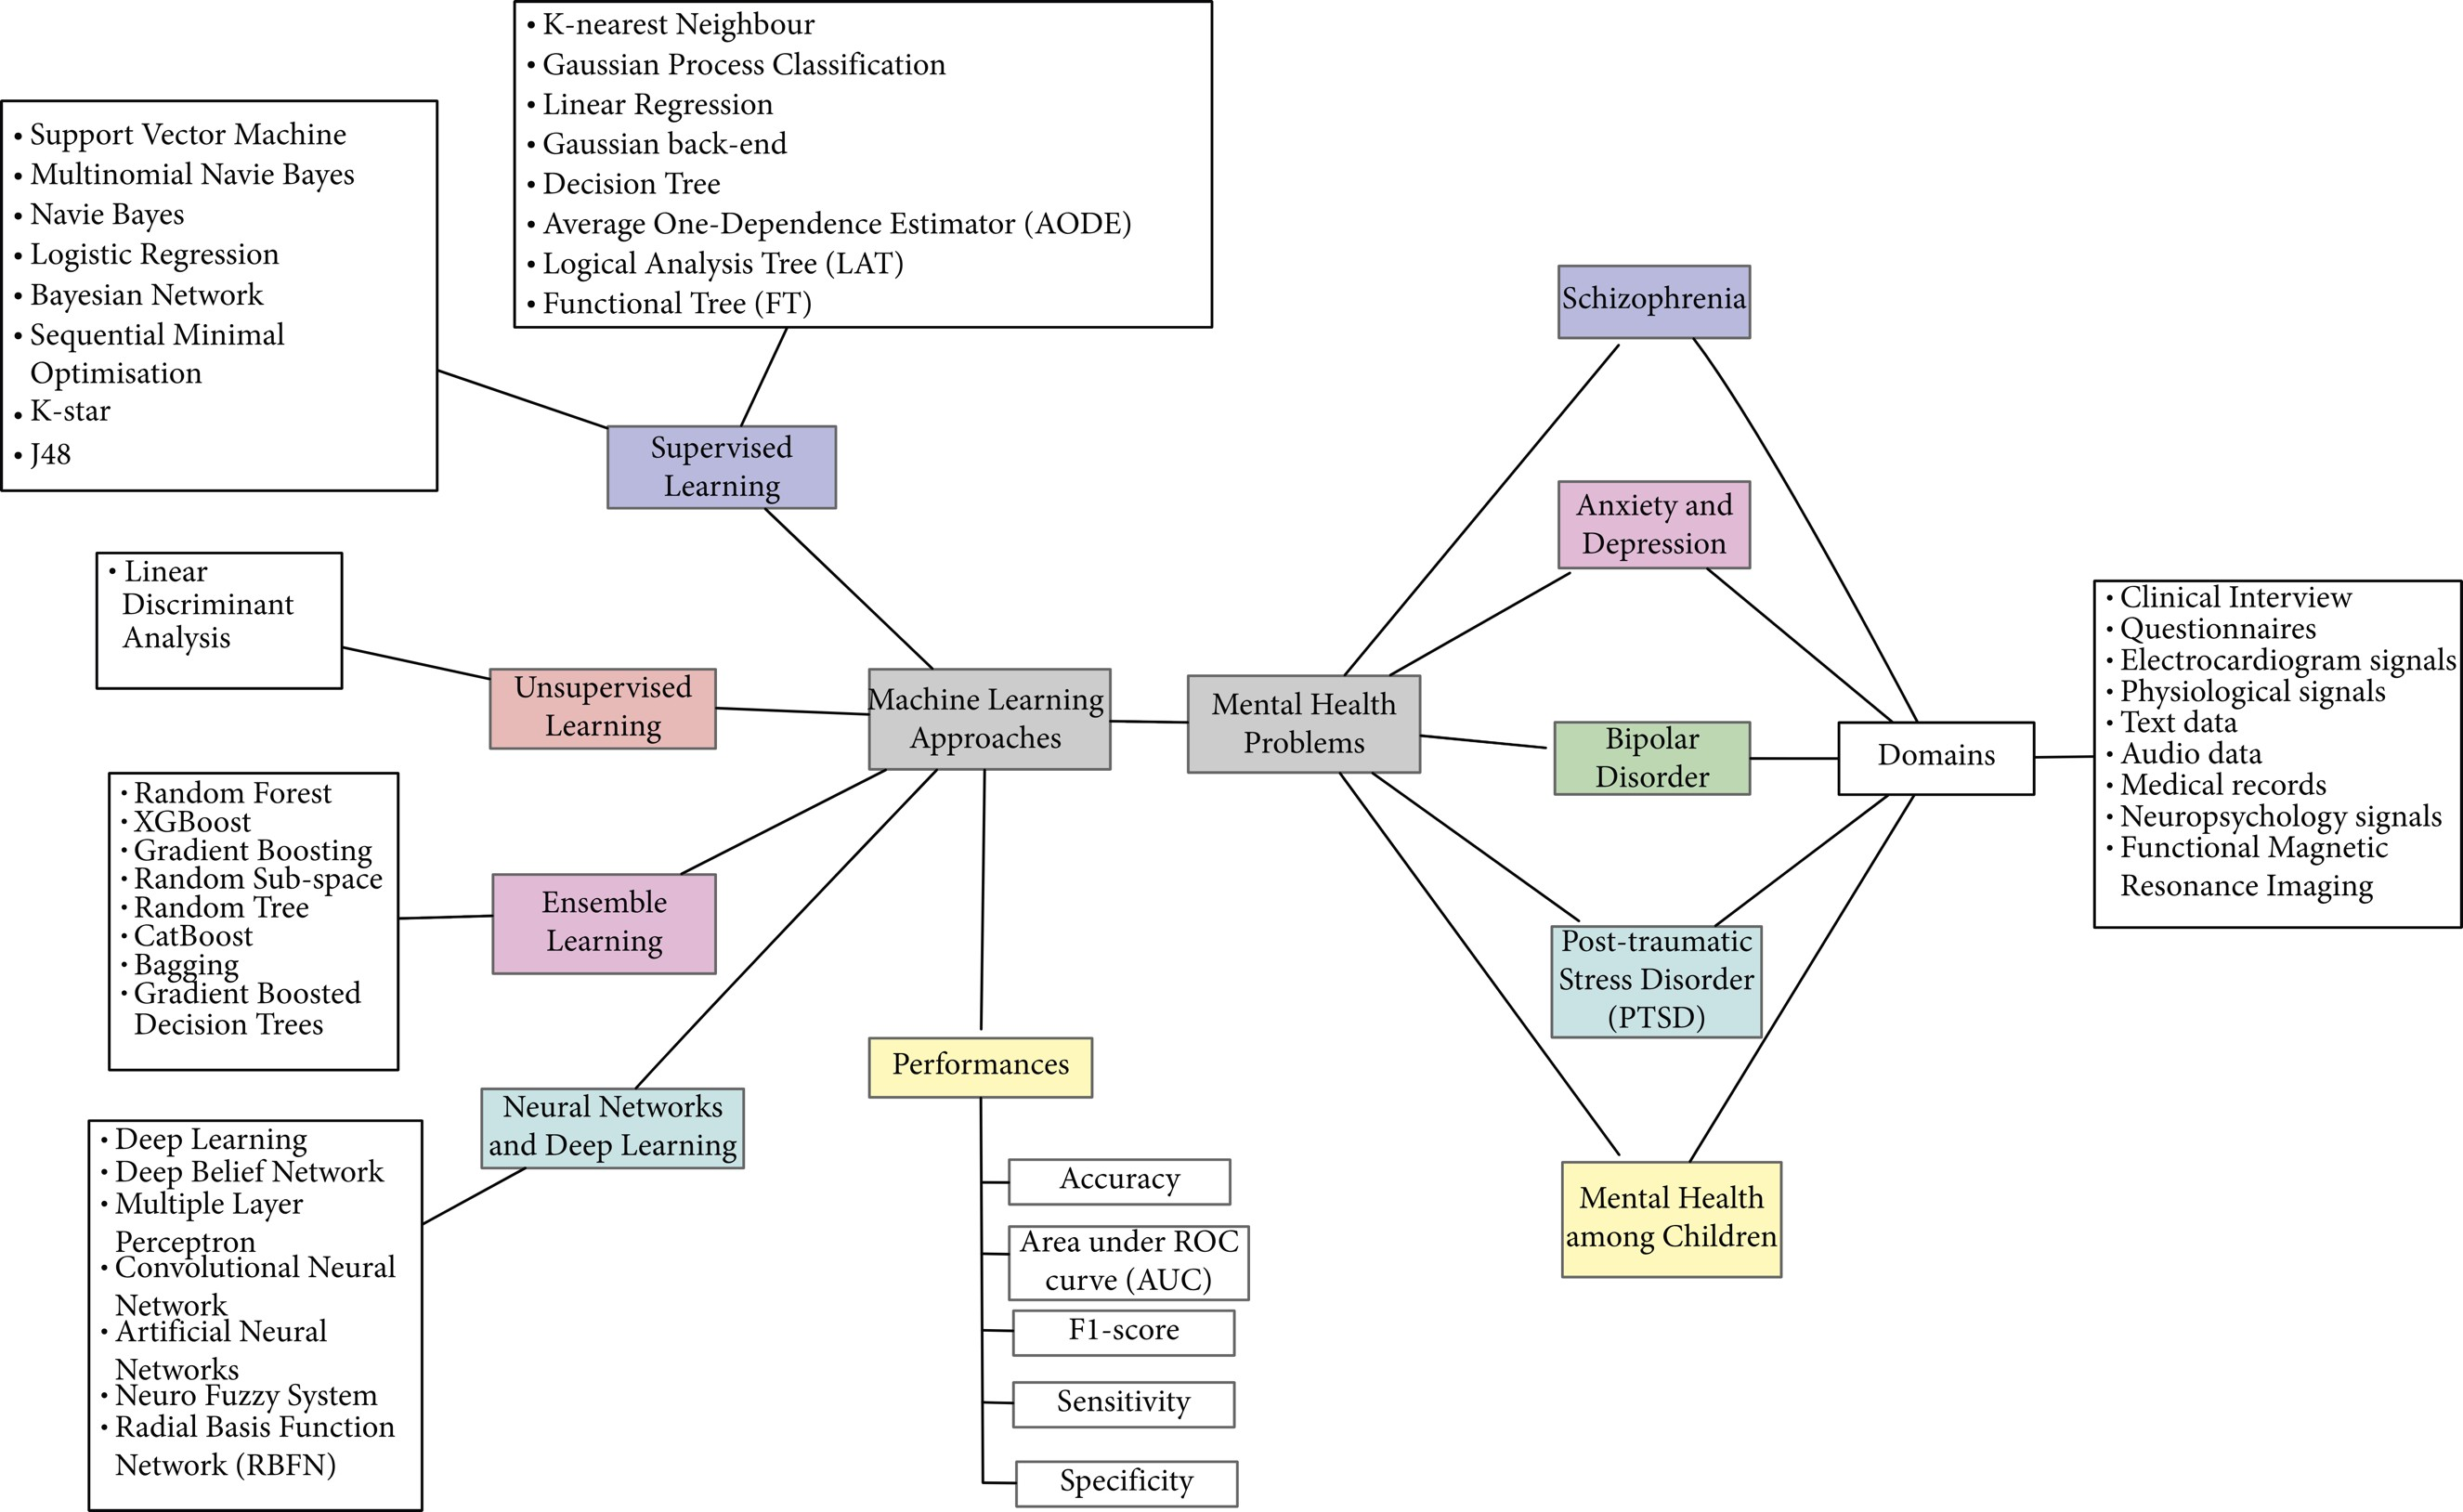 • K-nearest Neighbour
• Gaussian Process Classification
• Linear Regression
• Gaussian back-end
• Decision Tree
• Average One-Dependence Estimator (AODE)
• Logical Analysis Tree (LAT)
• Functional Tree (FT)
• Support Vector Machine
• Multinomial Navie Bayes
• Navie Bayes
• Logistic Regression
• Bayesian Network
• Sequential Minimal
Optimisation
• K-star
• J48
Supervised
Learning
• Linear
Discriminant
Analysis
Unsupervised
Learning
Machine Learning
Approaches
• Random Forest
• XGBoost
• Gradient Boosting
• Random Sub-space
• Random Tree
• CatBoost
• Bagging
• Gradient Boosted
Decision Trees
Ensemble
Learning
Neural Networks
and Deep Learning
• Deep Learning
• Deep Belief Network
• Multiple Layer
Perceptron
• Convolutional Neural
Network
• Artificial Neural
Networks
• Neuro Fuzzy System
• Radial Basis Function
Network (RBFN)
Performances
Accuracy
Area under ROC
curve (AUC)
F1-score
Sensitivity
Specificity
Mental Health
Problems
Schizophrenia
Anxiety and
Depression
Bipolar
Disorder
Post-traumatic
Stress Disorder
(PTSD)
Mental Health
among Children
Domains
• Clinical Interview
• Questionnaires
• Electrocardiogram signals
• Physiological signals
• Text data
• Audio data
• Medical records
• Neuropsychology signals
• Functional Magnetic
Resonance Imaging